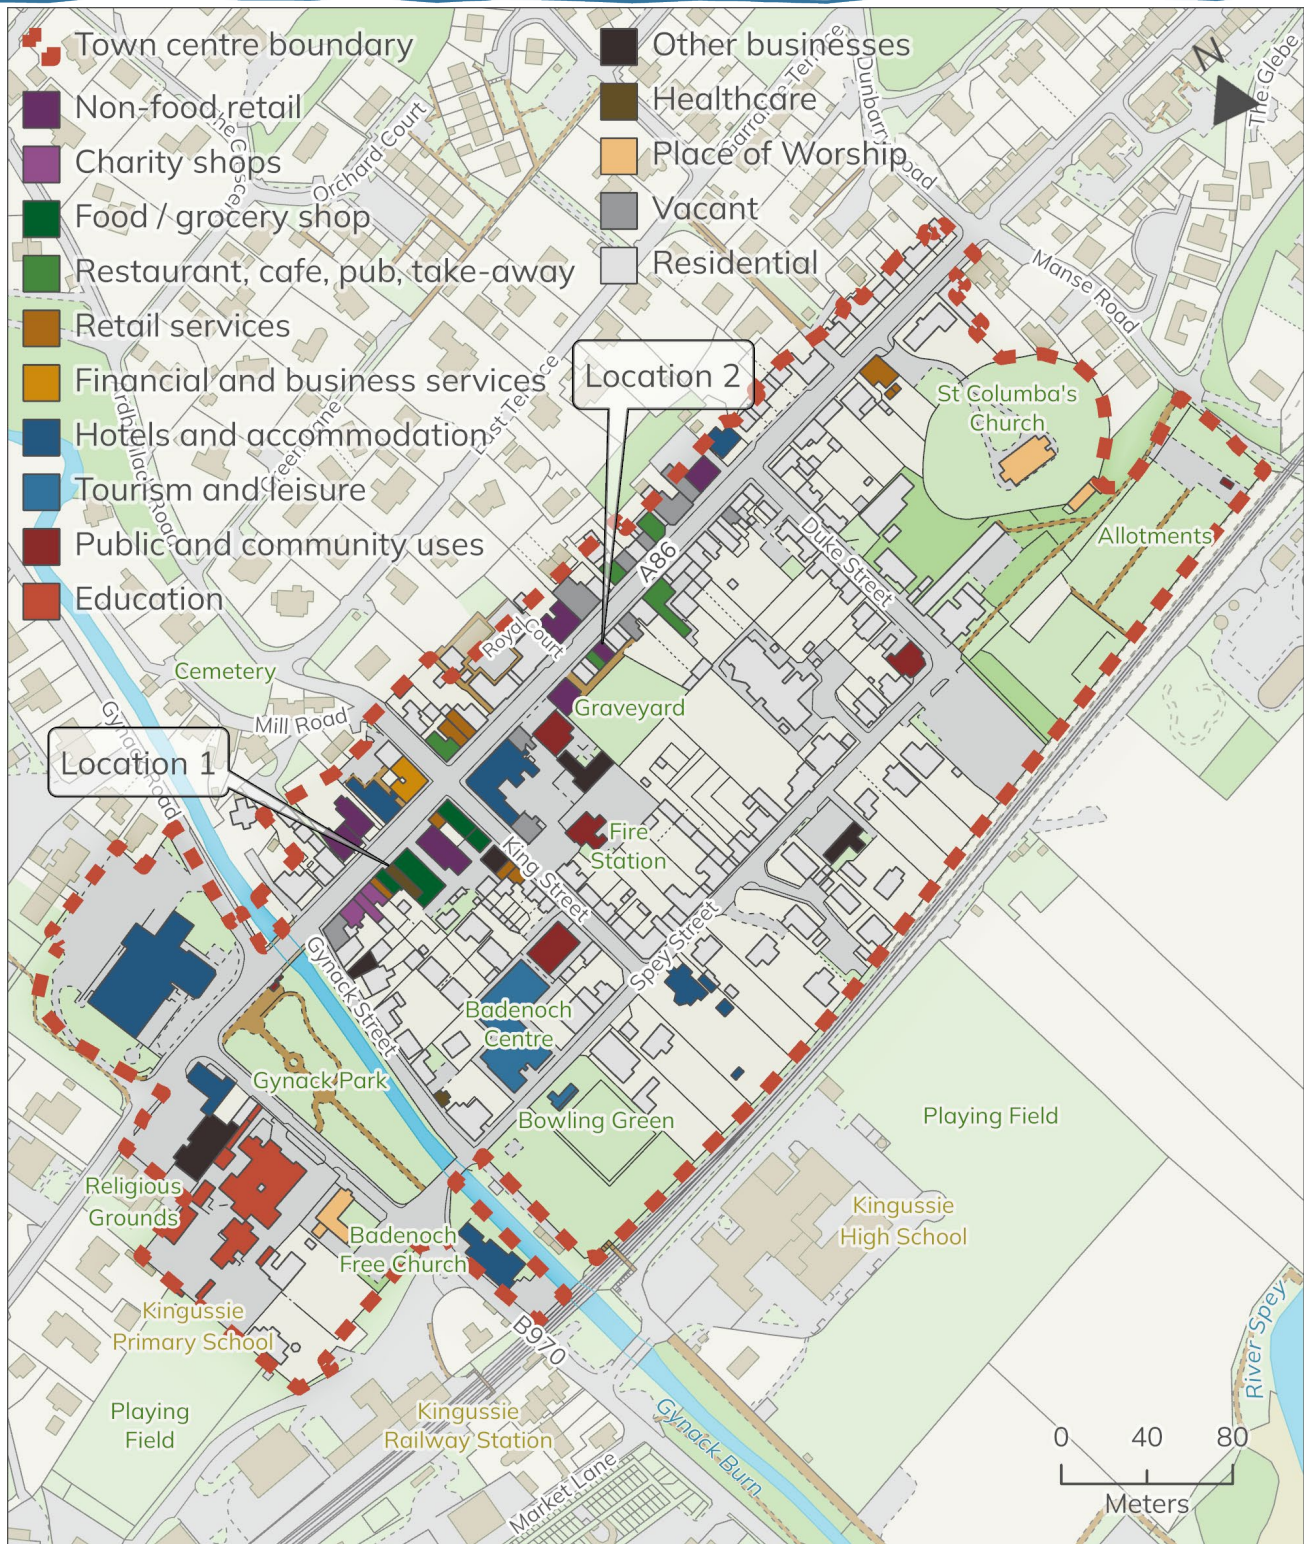 Town centre boundary
Non-food retail
Charity shops
Food / grocery shop
Restaurant, cafe, pub, take-away
Retail services
Financial and business services
Hotels and accommodation
Tourism and leisure
Public and community uses
Education
Other businesses
Healthcare
Place of Worship
Vacant
Residential
N
The Glebe
Dunbarry Road
Orchard Court
Manse Road
East Terrace
Green Lane
Location 2
St Columba's
Church
Allotments
A86
Duke Street
Royal Court
Cemetery
Mill Road
Gynack Road
Graveyard
Location 1
Fire
Station
King Street
Spey Street
Gynack Street
Badenoch
Centre
Gynack Park
Bowling Green
Playing Field
Religious
Grounds
Badenoch
Free Church
Kingussie
High School
Kingussie
Primary School
B970
Playing
Field
Kingussie
Railway Station
Market Lane
Gynack Burn
River Spey
0 40 80
Meters